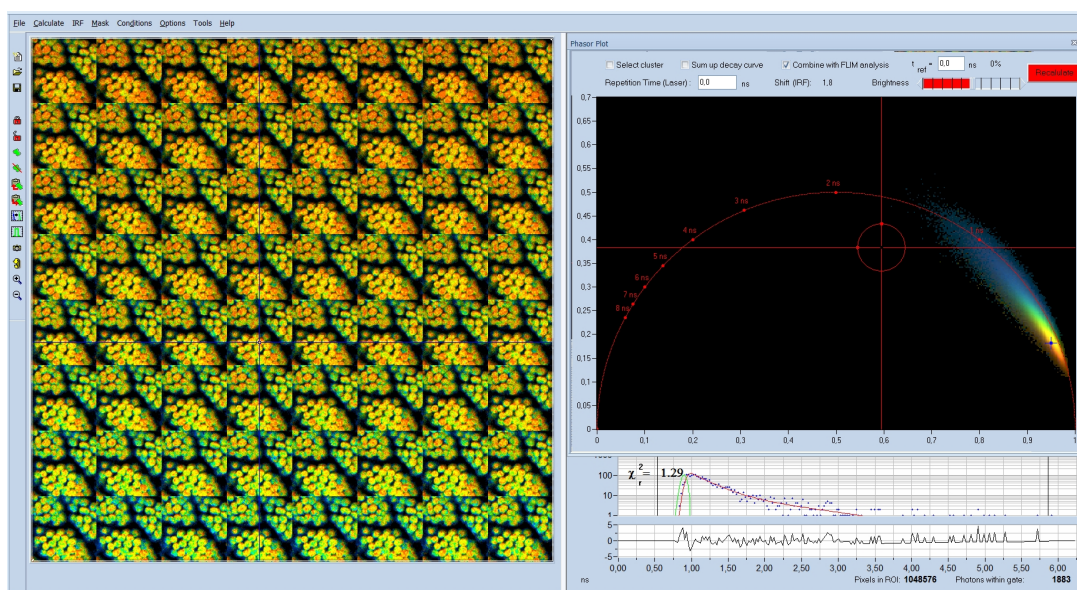 File Calculate IRF Mask Conditions Options Tools Help
Phasor Plot
Select cluster Sum up decay curve Combine with FLIM analysis t ref = 0,0 ns 0%
Recalculate
Repetition Time (Laser) : 0,0 ns Shift (IRF): 1,8 Brightness
0,7
0,65
0,6
0,55
0,5
0,45
0,4
0,35
0,3
0,25
0,2
0,15
0,1
0,05
0
2 ns
3 ns
4 ns
1 ns
5 ns
6 ns
7 ns
8 ns
0 0,1 0,2 0,3 0,4 0,5 0,6 0,7 0,8 0,9 1
1000
100
10
1
χ r 2 = 1.29
5
0
-5
0,00 0,50 1,00 1,50 2,00 2,50 3,00 3,50 4,00 4,50 5,00 5,50 6,00
ns Pixels in ROI: 1048576 Photons within gate: 1883